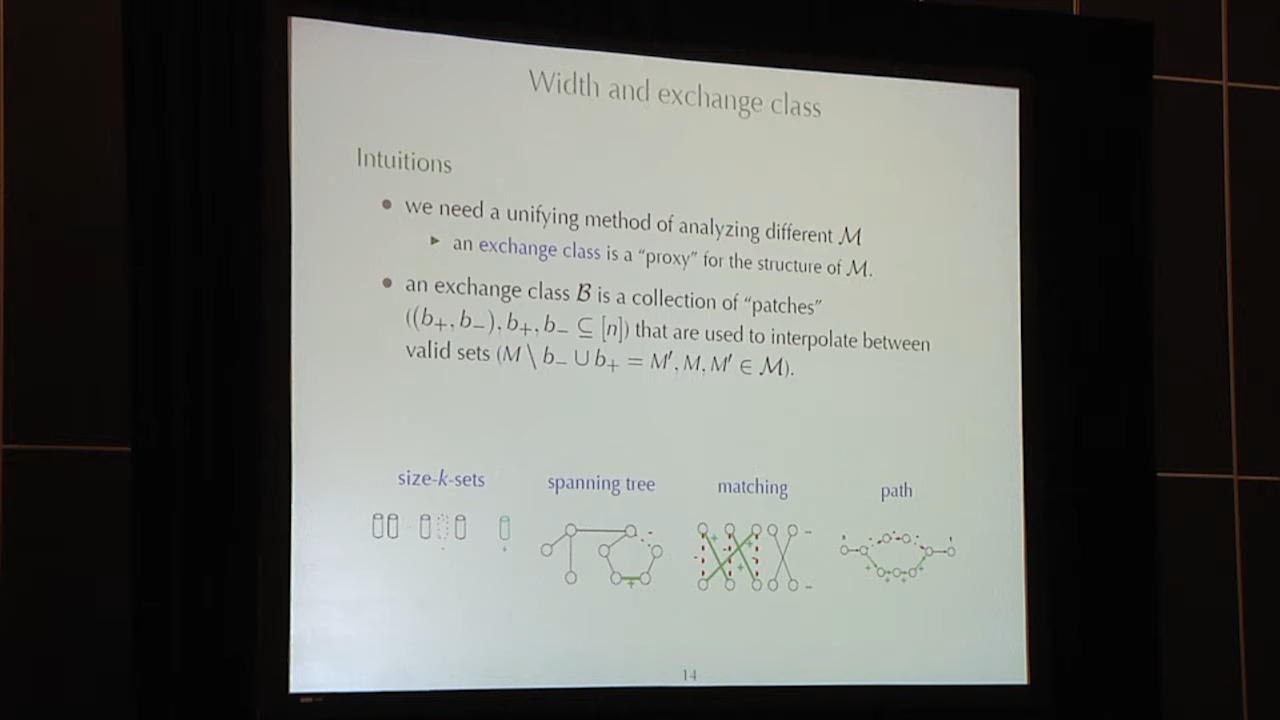 Width and exchange class
Intuitions
• we need a unifying method of analyzing different ℳ
▶ an exchange class is a “proxy” for the structure of ℳ.
• an exchange class ℬ is a collection of “patches”
((b₊, b₋), b₊, b₋ ⊆ [n]) that are used to interpolate between
valid sets (M \ b₋ ∪ b₊ = M′, M, M′ ∈ ℳ).
size-k-sets spanning tree matching path
14